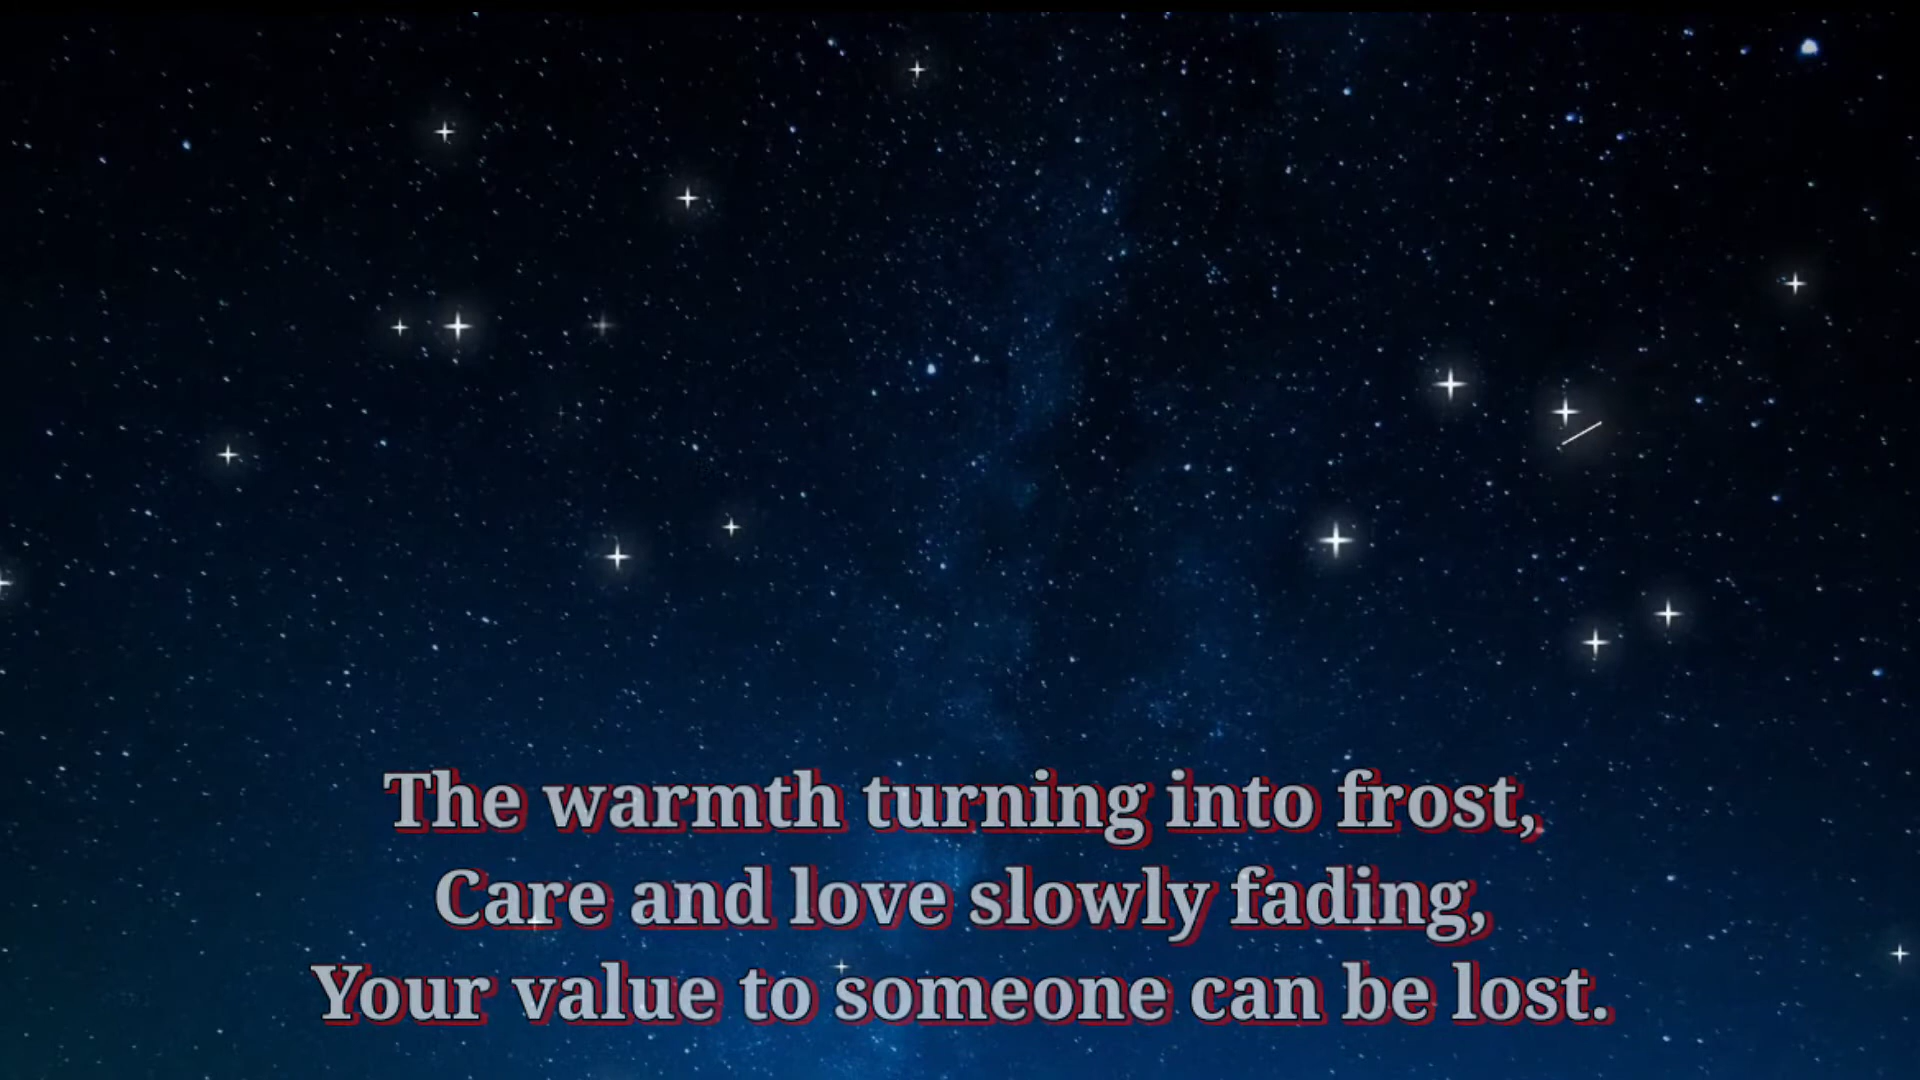 The warmth turning into frost,
Care and love slowly fading,
Your value to someone can be lost.